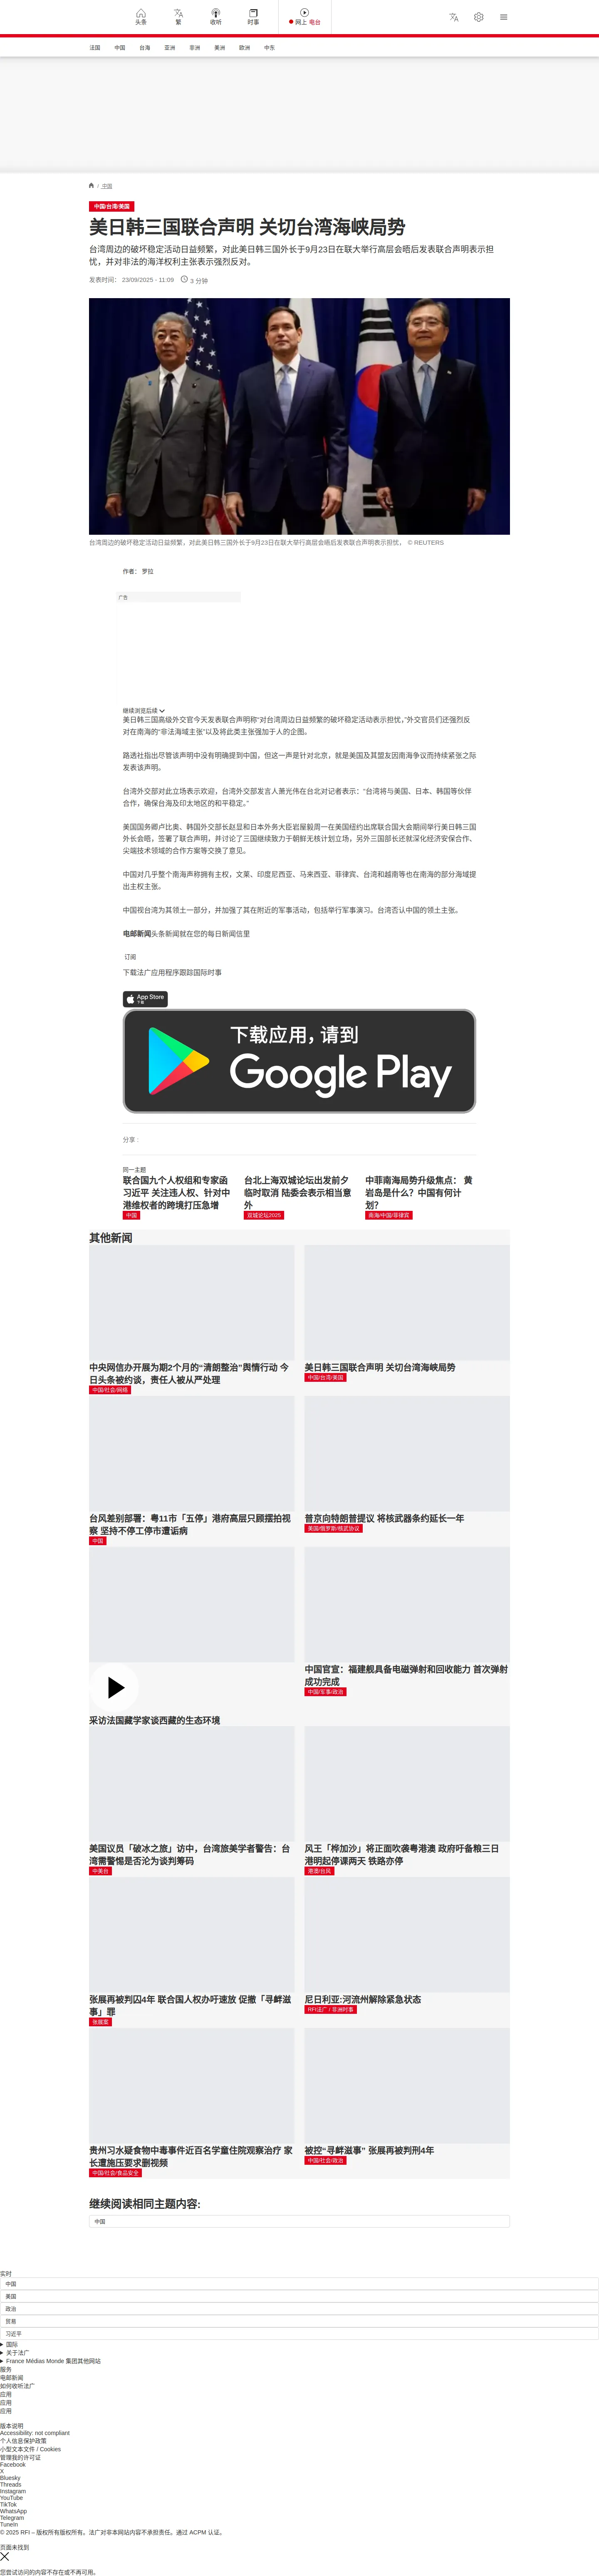 头条
繁
收听
时事
网上 电台
法国
中国
台海
亚洲
非洲
美洲
欧洲
中东
/ 中国
中国/台湾/美国
美日韩三国联合声明 关切台湾海峡局势
台湾周边的破坏稳定活动日益频繁，对此美日韩三国外长于9月23日在联大举行高层会晤后发表联合声明表示担
忧，并对非法的海洋权利主张表示强烈反对。
发表时间： 23/09/2025 - 11:09
3 分钟
台湾周边的破坏稳定活动日益频繁，对此美日韩三国外长于9月23日在联大举行高层会晤后发表联合声明表示担忧， © REUTERS
作者： 罗拉
广告
继续浏览后续
美日韩三国高级外交官今天发表联合声明称“对台湾周边日益频繁的破坏稳定活动表示担忧，”外交官员们还强烈反
对在南海的“非法海域主张”以及将此类主张强加于人的企图。
路透社指出尽管该声明中没有明确提到中国，但这一声是针对北京，就是美国及其盟友因南海争议而持续紧张之际
发表该声明。
台湾外交部对此立场表示欢迎，台湾外交部发言人萧光伟在台北对记者表示：“台湾将与美国、日本、韩国等伙伴
合作，确保台海及印太地区的和平稳定。”
美国国务卿卢比奥、韩国外交部长赵显和日本外务大臣岩屋毅周一在美国纽约出席联合国大会期间举行美日韩三国
外长会晤，签署了联合声明，并讨论了三国继续致力于朝鲜无核计划立场，另外三国部长还就深化经济安保合作、
尖端技术领域的合作方案等交换了意见。
中国对几乎整个南海声称拥有主权，文莱、印度尼西亚、马来西亚、菲律宾、台湾和越南等也在南海的部分海域提
出主权主张。
中国视台湾为其领土一部分，并加强了其在附近的军事活动，包括举行军事演习。台湾否认中国的领土主张。
电邮新闻头条新闻就在您的每日新闻信里
订阅
下载法广应用程序跟踪国际时事
App Store
下载
下载应用，请到
Google Play
分享 :
同一主题
联合国九个人权组和专家函
习近平 关注违人权、针对中
港维权者的跨境打压急增
中国
台北上海双城论坛出发前夕
临时取消 陆委会表示相当意
外
双城论坛2025
中菲南海局势升级焦点： 黄
岩岛是什么？中国有何计
划？
南海/中国/菲律宾
其他新闻
中央网信办开展为期2个月的“清朗整治”舆情行动 今
日头条被约谈，责任人被从严处理
中国/社会/网络
美日韩三国联合声明 关切台湾海峡局势
中国/台湾/美国
台风差别部署：粤11市「五停」港府高层只顾摆拍视
察 坚持不停工停市遭诟病
中国
普京向特朗普提议 将核武器条约延长一年
美国/俄罗斯/核武协议
采访法国藏学家谈西藏的生态环境
中国官宣：福建舰具备电磁弹射和回收能力 首次弹射
成功完成
中国/军事/政治
美国议员「破冰之旅」访中，台湾旅美学者警告：台
湾需警惕是否沦为谈判筹码
中美台
风王「桦加沙」将正面吹袭粤港澳 政府吁备粮三日
港明起停课两天 铁路亦停
港澳/台风
张展再被判囚4年 联合国人权办吁速放 促撤「寻衅滋
事」罪
张展案
尼日利亚:河流州解除紧急状态
RFI法广 / 非洲时事
贵州习水疑食物中毒事件近百名学童住院观察治疗 家
长遭施压要求删视频
中国/社会/食品安全
被控“寻衅滋事” 张展再被判刑4年
中国/社会/政治
继续阅读相同主题内容:
中国
实时
中国
美国
政治
贸易
习近平
国际
关于法广
France Médias Monde 集团其他网站
服务
电邮新闻
如何收听法广
应用
应用
应用
版本说明
Accessibility: not compliant
个人信息保护政策
小型文本文件 / Cookies
管理我的许可证
Facebook
X
Bluesky
Threads
Instagram
YouTube
TikTok
WhatsApp
Telegram
TuneIn
© 2025 RFI – 版权所有版权所有。法广对非本网站内容不承担责任。通过 ACPM 认证。
页面未找到
您尝试访问的内容不存在或不再可用。